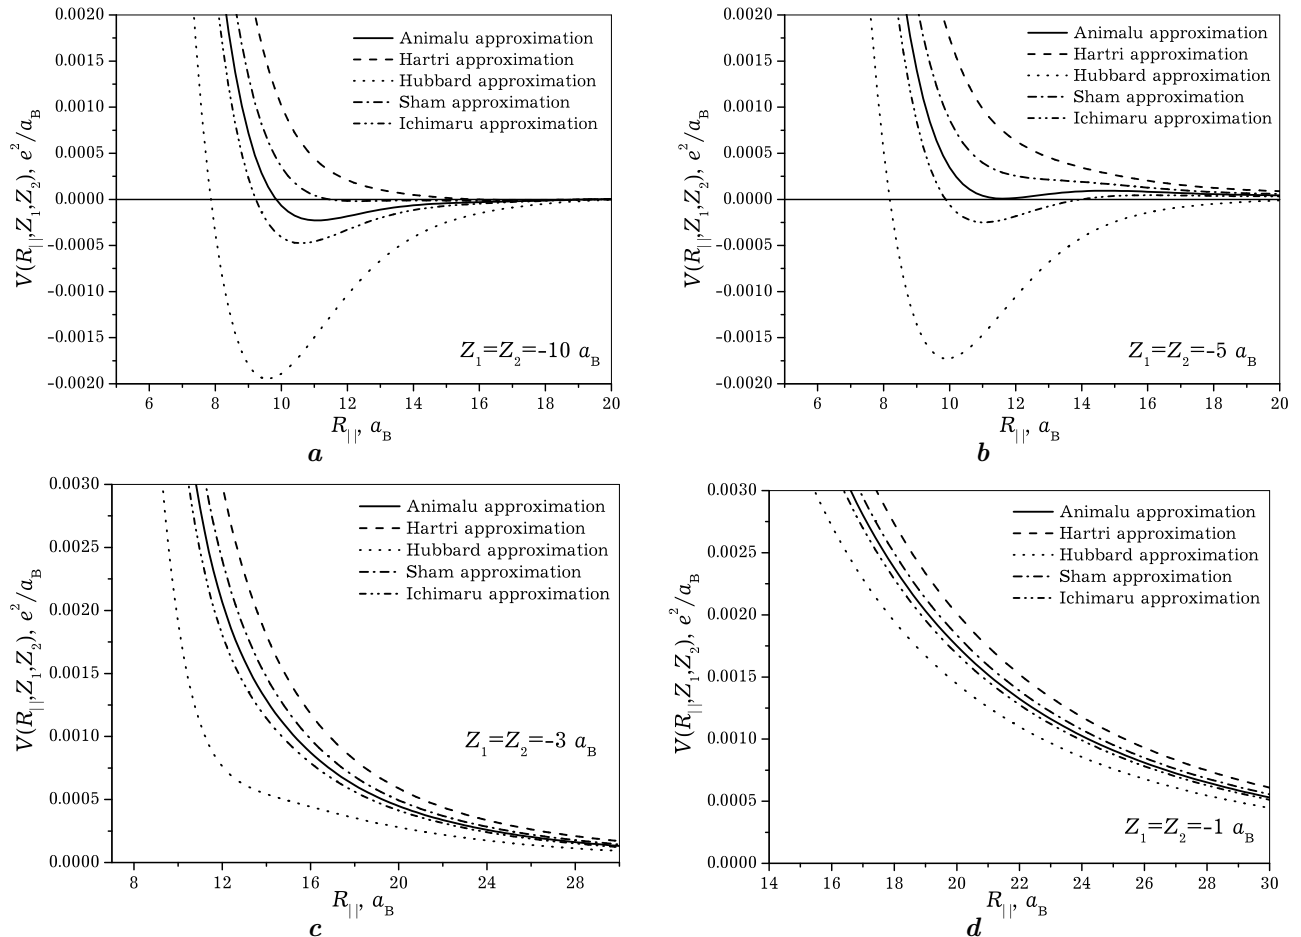 0.0020
0.0015
0.0010
0.0005
0.0000
-0.0005
-0.0010
-0.0015
-0.0020
V(R||,Z1,Z2), e²/aB
Animalu approximation
Hartri approximation
Hubbard approximation
Sham approximation
Ichimaru approximation
Z1=Z2=-10 aB
6 8 10 12 14 16 18 20
R||, aB
a
0.0020
0.0015
0.0010
0.0005
0.0000
-0.0005
-0.0010
-0.0015
-0.0020
V(R||,Z1,Z2), e²/aB
Animalu approximation
Hartri approximation
Hubbard approximation
Sham approximation
Ichimaru approximation
Z1=Z2=-5 aB
6 8 10 12 14 16 18 20
R||, aB
b
0.0030
0.0025
0.0020
0.0015
0.0010
0.0005
0.0000
V(R||,Z1,Z2), e²/aB
Animalu approximation
Hartri approximation
Hubbard approximation
Sham approximation
Ichimaru approximation
Z1=Z2=-3 aB
8 12 16 20 24 28
R||, aB
c
0.0030
0.0025
0.0020
0.0015
0.0010
0.0005
0.0000
V(R||,Z1,Z2), e²/aB
Animalu approximation
Hartri approximation
Hubbard approximation
Sham approximation
Ichimaru approximation
Z1=Z2=-1 aB
14 16 18 20 22 24 26 28 30
R||, aB
d